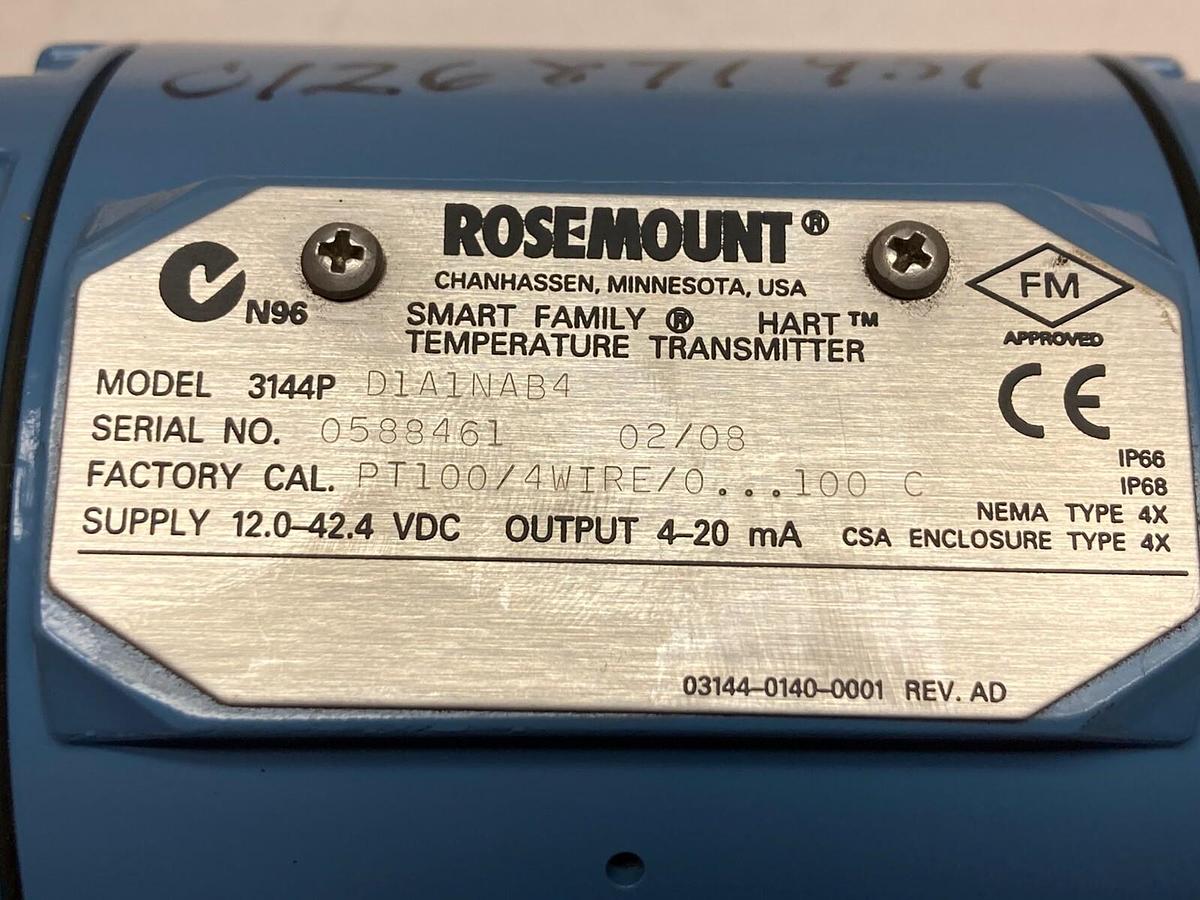 ROSEMOUNT®
CHANHASSEN, MINNESOTA, USA
N96
SMART FAMILY ® HART™
TEMPERATURE TRANSMITTER
FM
APPROVED
MODEL 3144P D1A1NAB4
CE
SERIAL NO. 0588461 02/08
FACTORY CAL. PT100/4WIRE/0...100 C
IP66
IP68
SUPPLY 12.0–42.4 VDC OUTPUT 4–20 mA
NEMA TYPE 4X
CSA ENCLOSURE TYPE 4X
03144–0140–0001 REV. AD